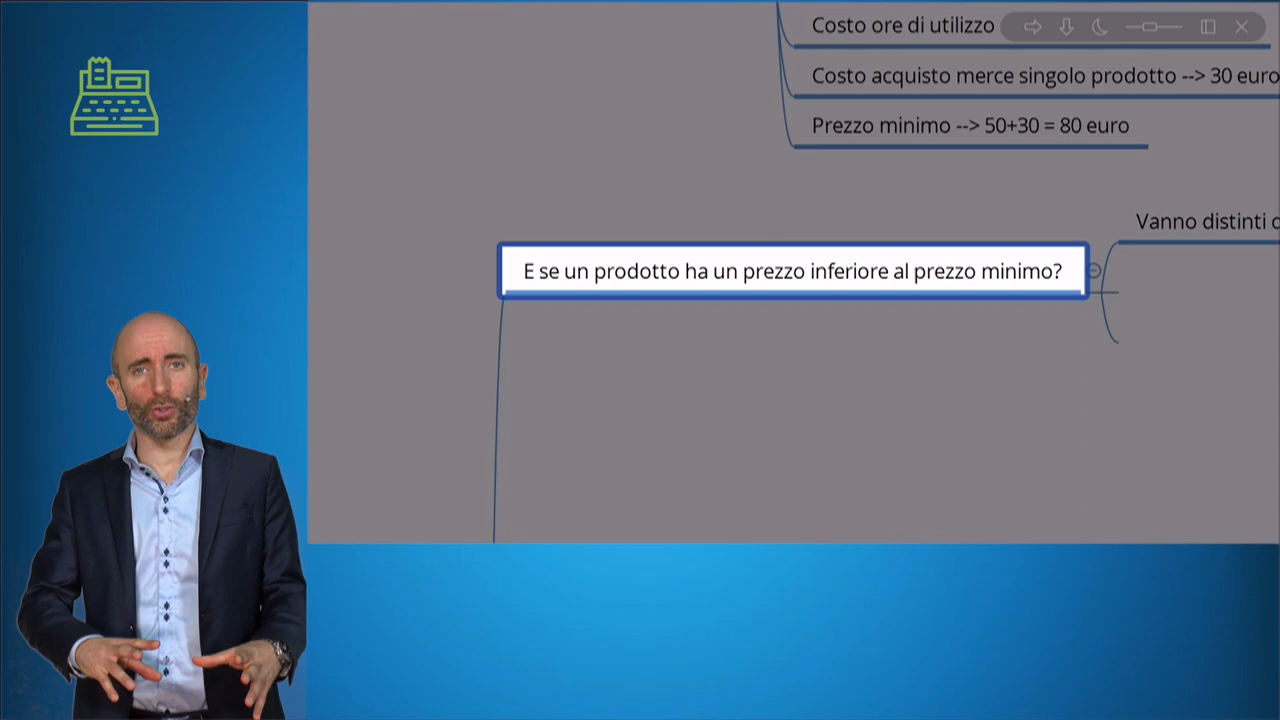 Costo ore di utilizzo
Costo acquisto merce singolo prodotto --> 30 euro
Prezzo minimo --> 50+30 = 80 euro
Vanno distinti
E se un prodotto ha un prezzo inferiore al prezzo minimo?